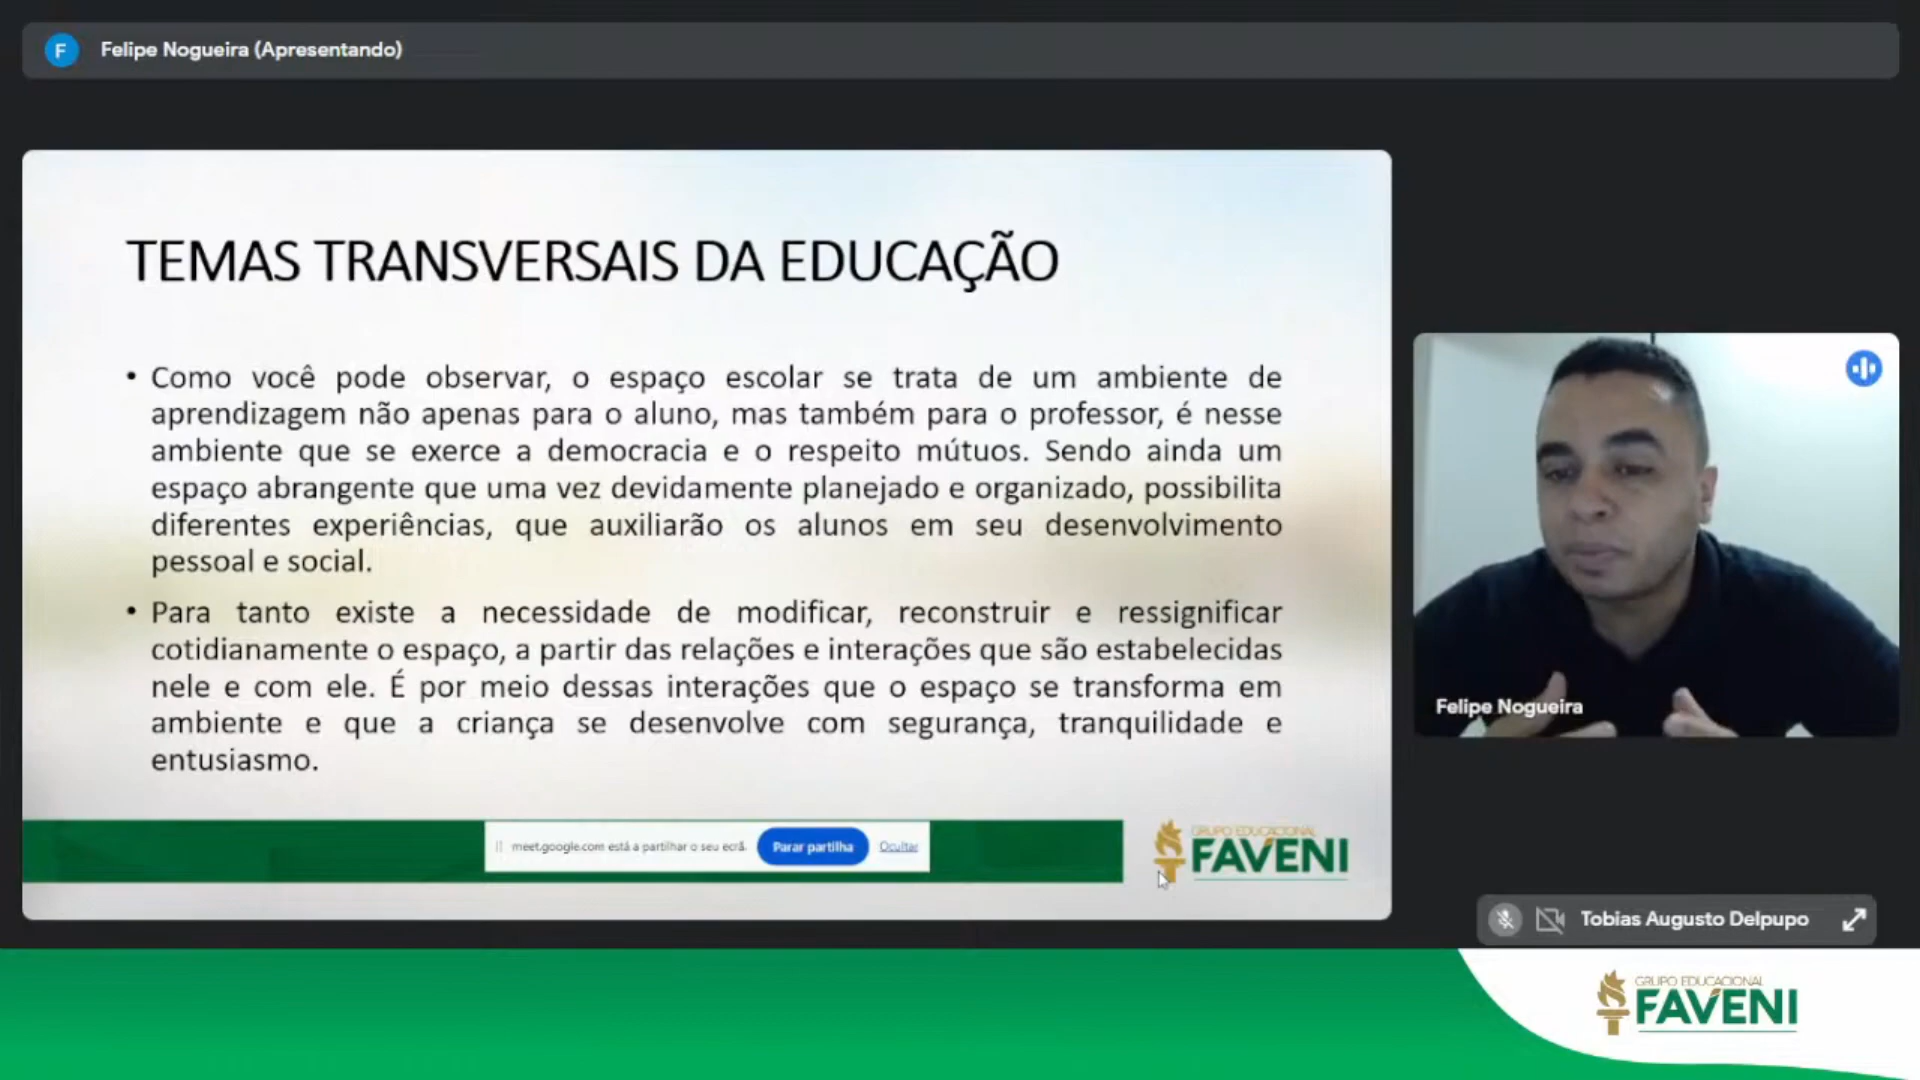 F
Felipe Nogueira (Apresentando)
TEMAS TRANSVERSAIS DA EDUCAÇÃO
• Como você pode observar, o espaço escolar se trata de um ambiente de
aprendizagem não apenas para o aluno, mas também para o professor, é nesse
ambiente que se exerce a democracia e o respeito mútuos. Sendo ainda um
espaço abrangente que uma vez devidamente planejado e organizado, possibilita
diferentes experiências, que auxiliarão os alunos em seu desenvolvimento
pessoal e social.
• Para tanto existe a necessidade de modificar, reconstruir e ressignificar
cotidianamente o espaço, a partir das relações e interações que são estabelecidas
nele e com ele. É por meio dessas interações que o espaço se transforma em
ambiente e que a criança se desenvolve com segurança, tranquilidade e
entusiasmo.
meet.google.com está a partilhar o seu ecrã. Parar partilha Ocultar
GRUPO EDUCACIONAL
FAVENI
Felipe Nogueira
Tobias Augusto Delpupo
GRUPO EDUCACIONAL
FAVENI